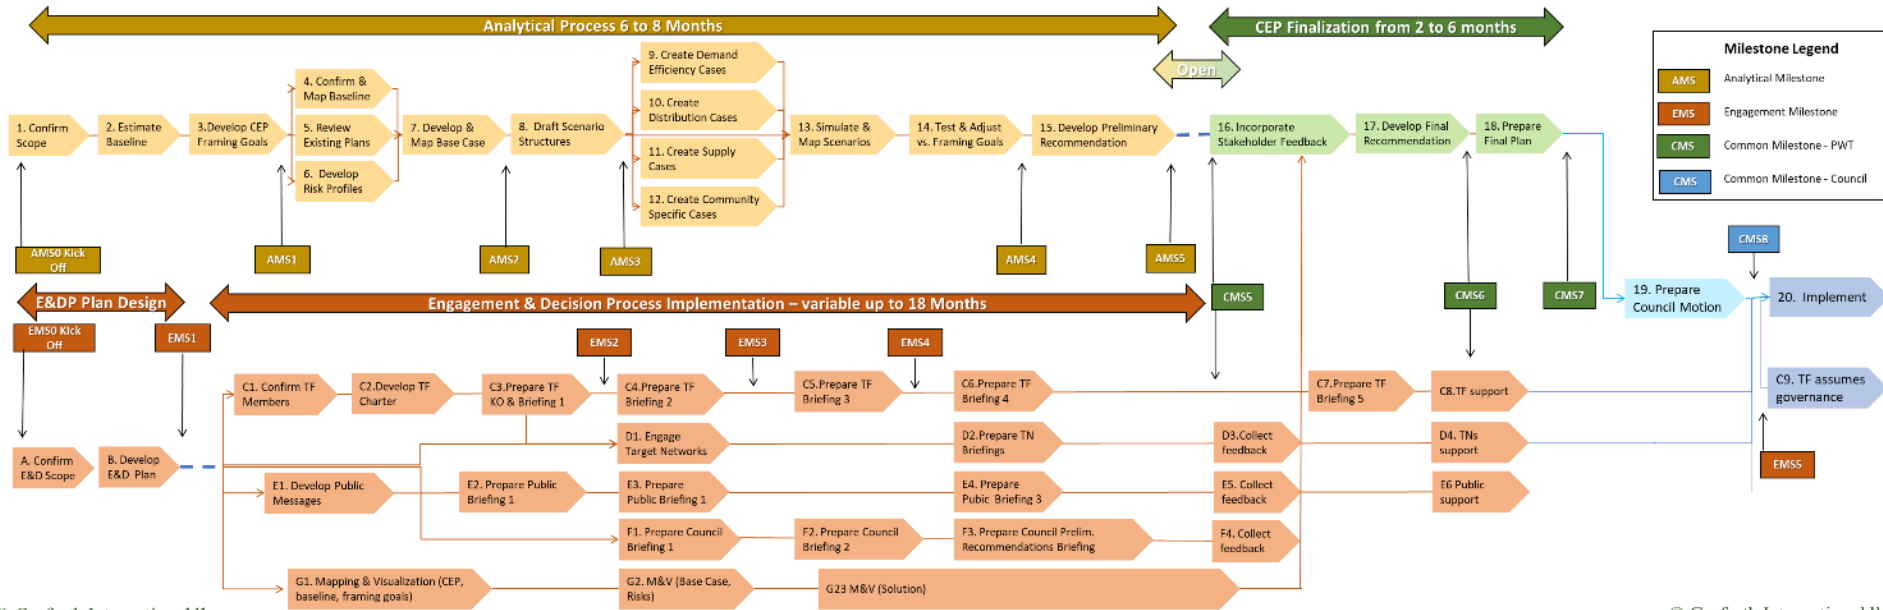 Analytical Process 6 to 8 Months
CEP Finalization from 2 to 6 months
Open
Milestone Legend
AMS
Analytical Milestone
EMS
Engagement Milestone
CMS
Common Milestone - PWT
CMS
Common Milestone - Council
1. Confirm
Scope
2. Estimate
Baseline
3.Develop CEP
Framing Goals
4. Confirm &
Map Baseline
5. Review
Existing Plans
6. Develop
Risk Profiles
7. Develop &
Map Base Case
8. Draft Scenario
Structures
9. Create Demand
Efficiency Cases
10. Create
Distribution Cases
11. Create Supply
Cases
12. Create Community
Specific Cases
13. Simulate &
Map Scenarios
14. Test & Adjust
vs. Framing Goals
15. Develop Preliminary
Recommendation
16. Incorporate
Stakeholder Feedback
17. Develop Final
Recommendation
18. Prepare
Final Plan
AMS0 Kick
Off
AMS1
AMS2
AMS3
AMS4
AMS5
CMS5
CMS6
CMS7
CMS8
19. Prepare
Council Motion
20. Implement
E&DP Plan Design
Engagement & Decision Process Implementation – variable up to 18 Months
EMS0 Kick
Off
EMS1
EMS2
EMS3
EMS4
C1. Confirm TF
Members
C2.Develop TF
Charter
C3.Prepare TF
KO & Briefing 1
C4.Prepare TF
Briefing 2
C5.Prepare TF
Briefing 3
C6.Prepare TF
Briefing 4
C7.Prepare TF
Briefing 5
C8.TF support
C9. TF assumes
governance
EMS5
A. Confirm
E&D Scope
B. Develop
E&D Plan
D1. Engage
Target Networks
D2.Prepare TN
Briefings
D3.Collect
feedback
D4. TNs
support
E1. Develop Public
Messages
E2. Prepare Public
Briefing 1
E3. Prepare
Public Briefing 1
E4. Prepare
Pubic Briefing 3
E5. Collect
feedback
E6 Public
support
F1. Prepare Council
Briefing 1
F2. Prepare Council
Briefing 2
F3. Prepare Council Prelim.
Recommendations Briefing
F4. Collect
feedback
G1. Mapping & Visualization (CEP,
baseline, framing goals)
G2. M&V (Base Case,
Risks)
G23 M&V (Solution)